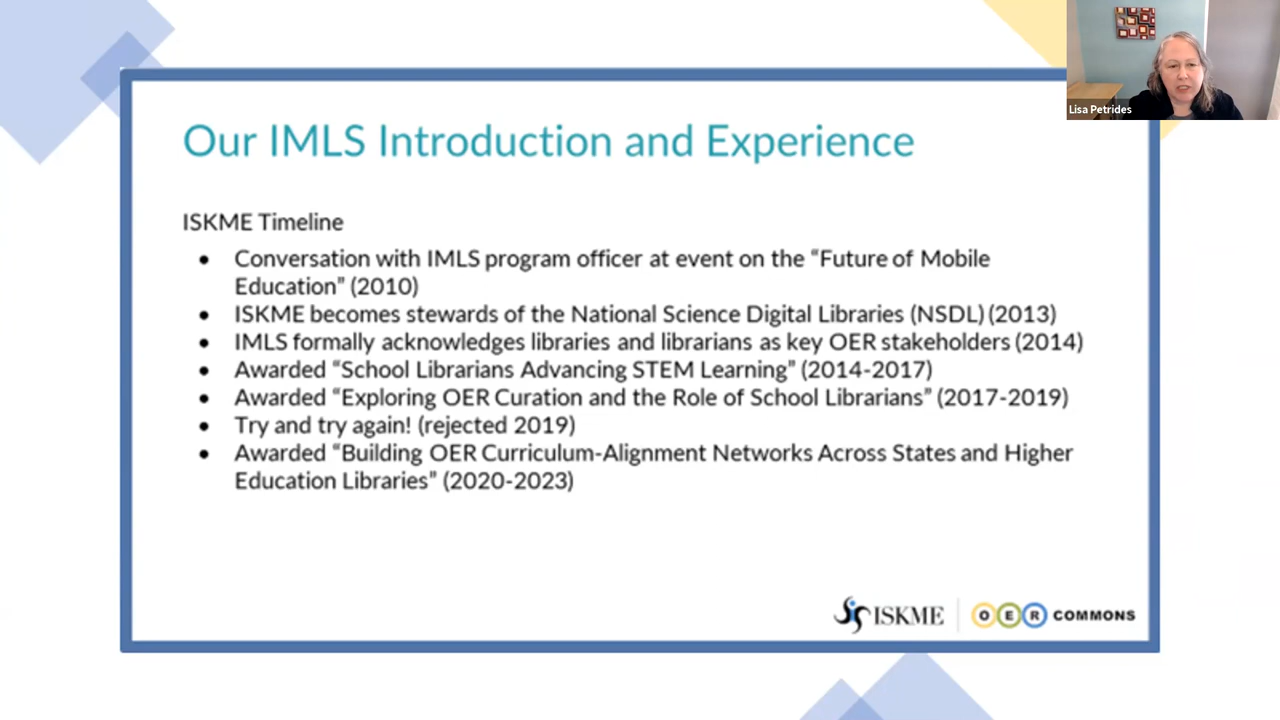 Lisa Petrides
Our IMLS Introduction and Experience
ISKME Timeline
• Conversation with IMLS program officer at event on the “Future of Mobile
Education” (2010)
• ISKME becomes stewards of the National Science Digital Libraries (NSDL) (2013)
• IMLS formally acknowledges libraries and librarians as key OER stakeholders (2014)
• Awarded “School Librarians Advancing STEM Learning” (2014-2017)
• Awarded “Exploring OER Curation and the Role of School Librarians” (2017-2019)
• Try and try again! (rejected 2019)
• Awarded “Building OER Curriculum-Alignment Networks Across States and Higher
Education Libraries” (2020-2023)
ISKME OER COMMONS